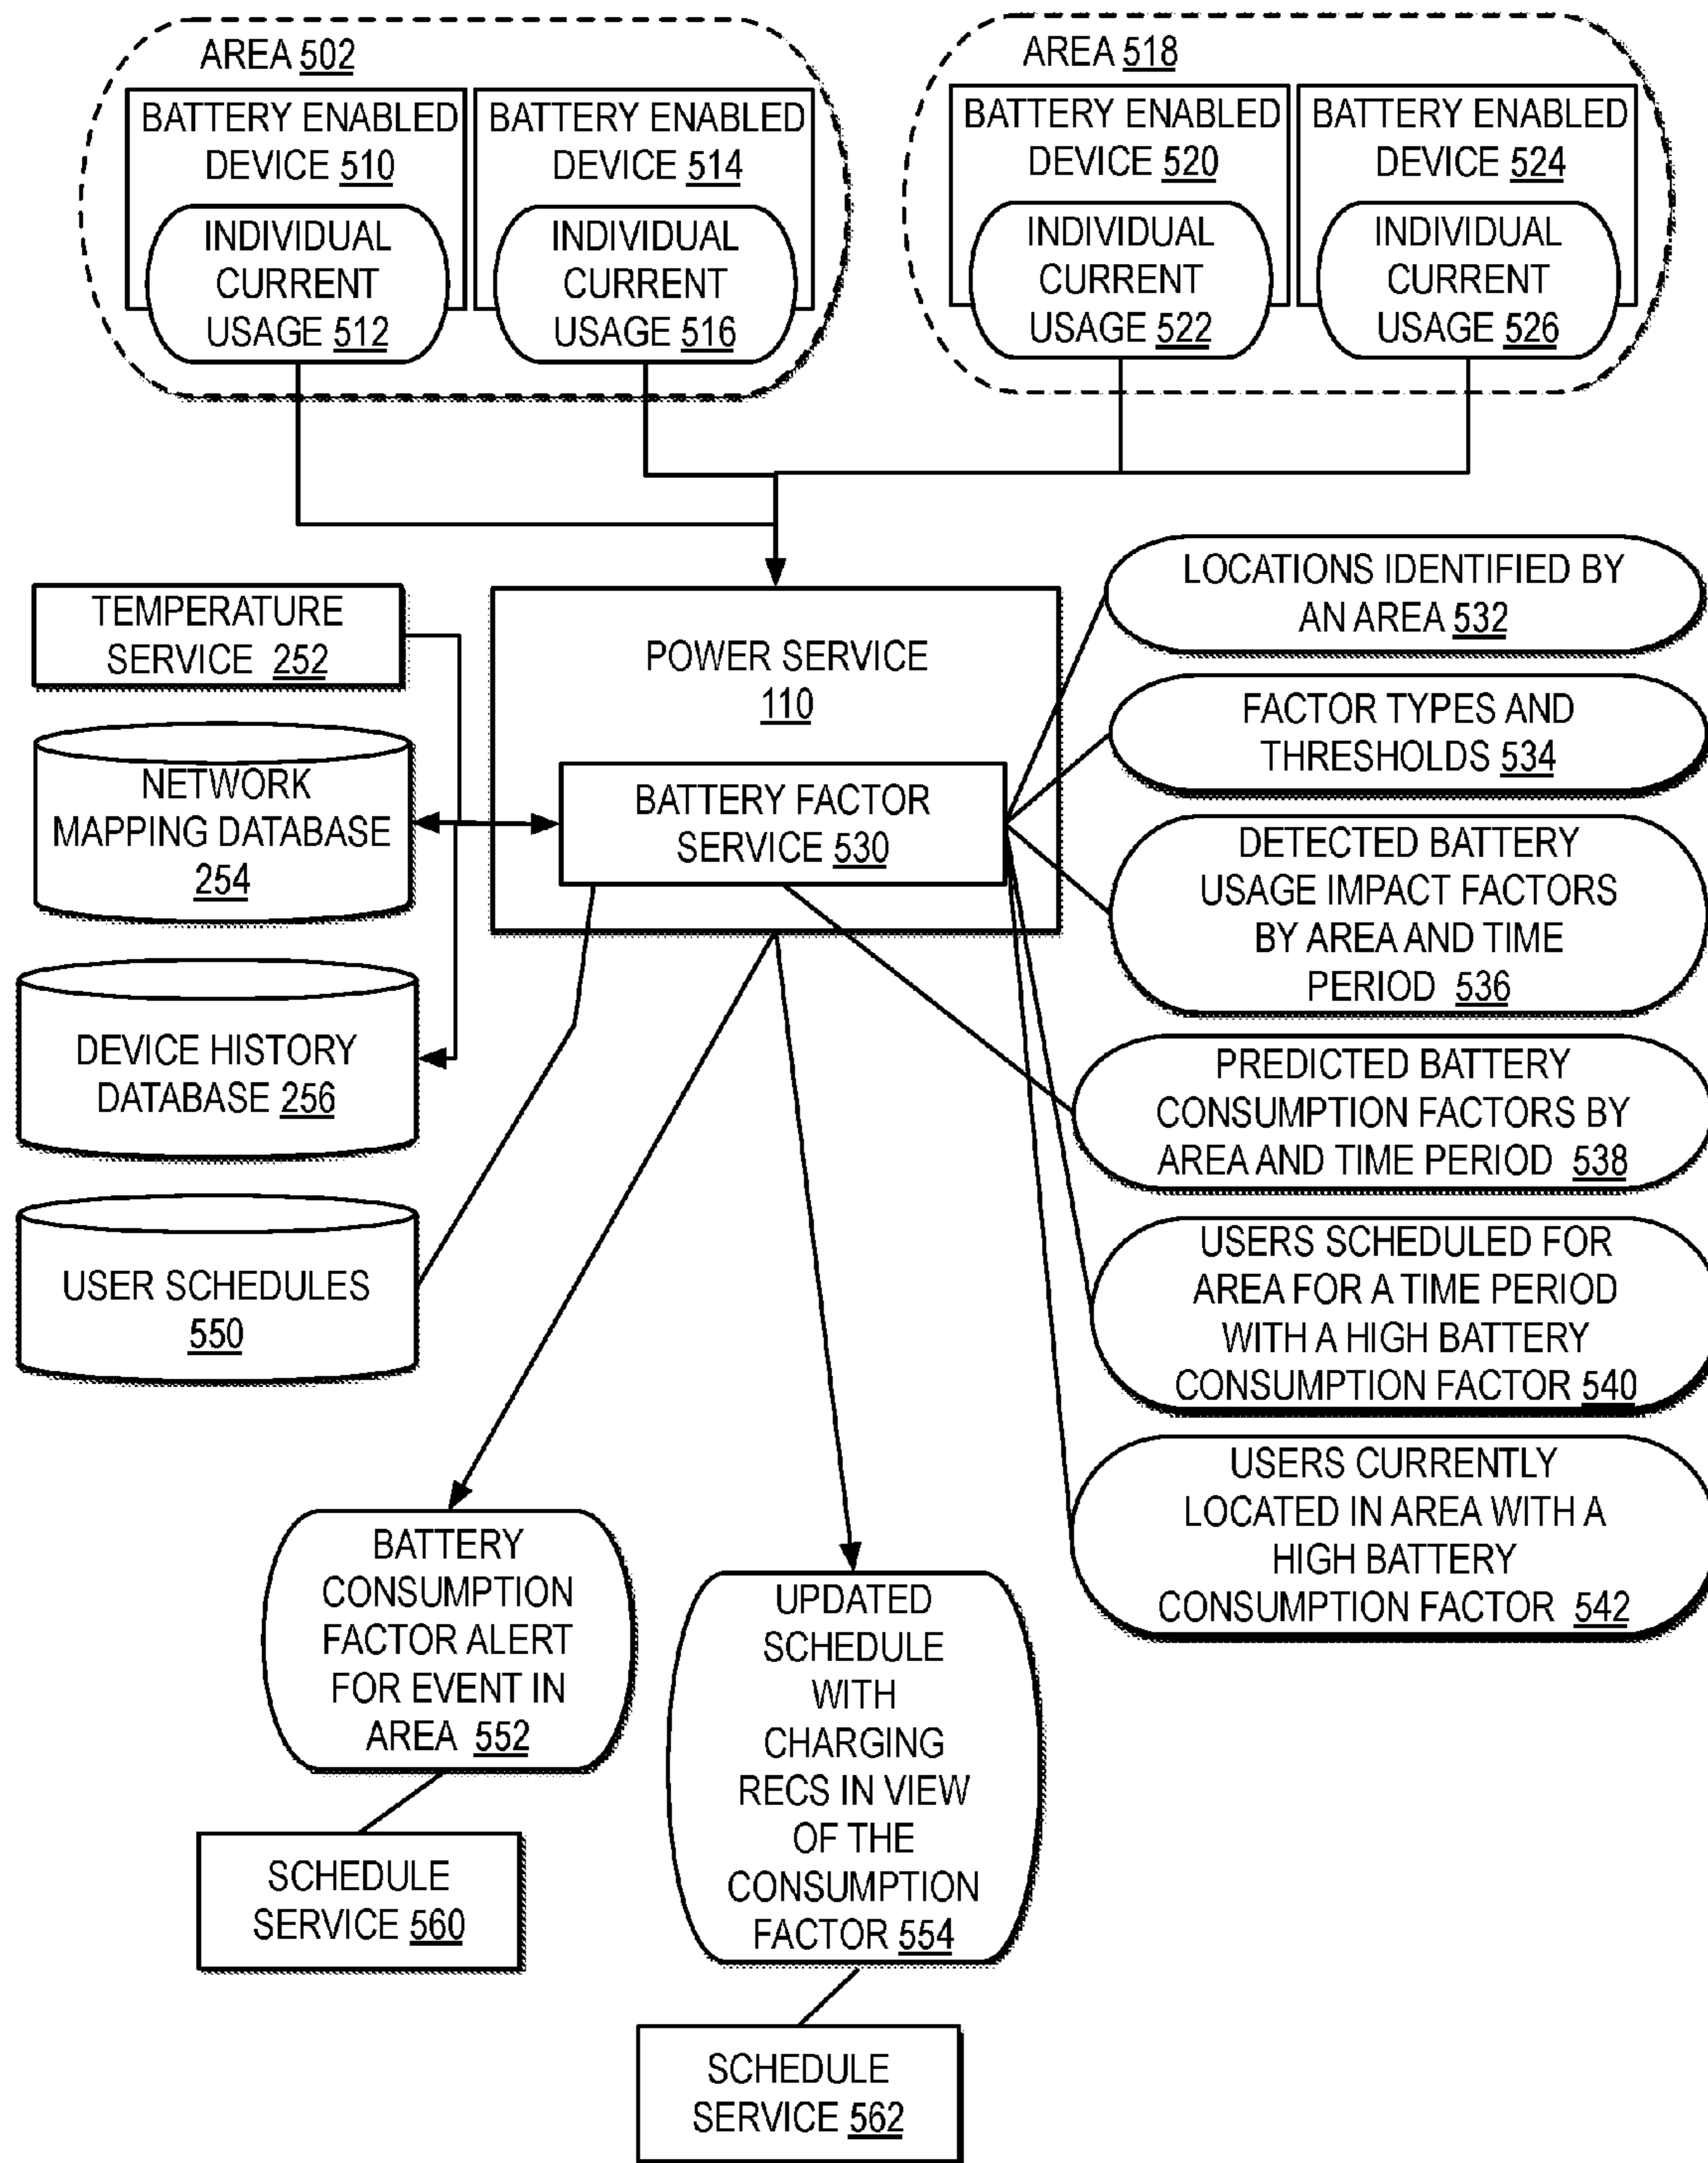 AREA 502
BATTERY ENABLED
DEVICE 510
INDIVIDUAL
CURRENT
USAGE 512
BATTERY ENABLED
DEVICE 514
INDIVIDUAL
CURRENT
USAGE 516
AREA 518
BATTERY ENABLED
DEVICE 520
INDIVIDUAL
CURRENT
USAGE 522
BATTERY ENABLED
DEVICE 524
INDIVIDUAL
CURRENT
USAGE 526
TEMPERATURE
SERVICE 252
NETWORK
MAPPING DATABASE
254
DEVICE HISTORY
DATABASE 256
USER SCHEDULES
550
POWER SERVICE
110
BATTERY FACTOR
SERVICE 530
LOCATIONS IDENTIFIED BY
AN AREA 532
FACTOR TYPES AND
THRESHOLDS 534
DETECTED BATTERY
USAGE IMPACT FACTORS
BY AREA AND TIME
PERIOD 536
PREDICTED BATTERY
CONSUMPTION FACTORS BY
AREA AND TIME PERIOD 538
USERS SCHEDULED FOR
AREA FOR A TIME PERIOD
WITH A HIGH BATTERY
CONSUMPTION FACTOR 540
USERS CURRENTLY
LOCATED IN AREA WITH A
HIGH BATTERY
CONSUMPTION FACTOR 542
BATTERY
CONSUMPTION
FACTOR ALERT
FOR EVENT IN
AREA 552
SCHEDULE
SERVICE 560
UPDATED
SCHEDULE
WITH
CHARGING
RECS IN VIEW
OF THE
CONSUMPTION
FACTOR 554
SCHEDULE
SERVICE 562